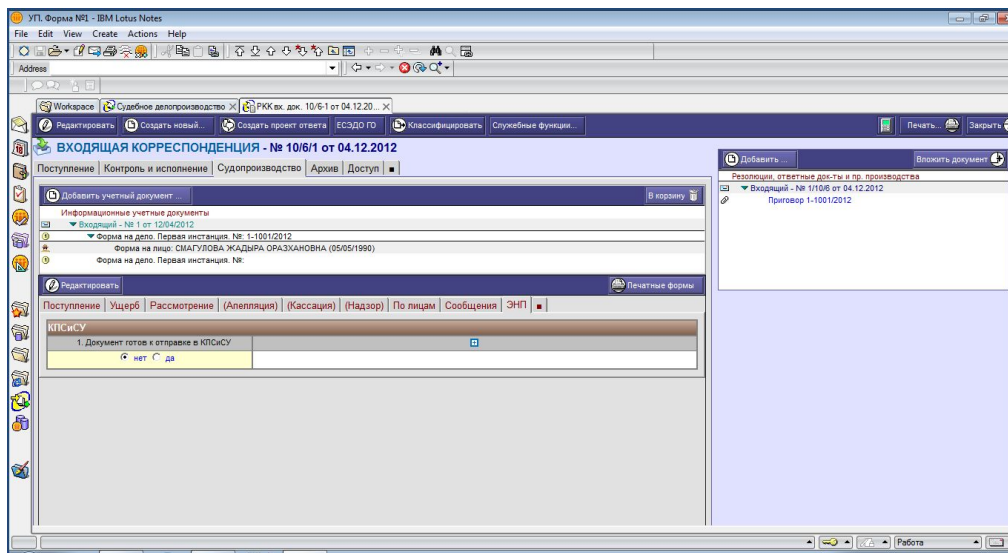 УП. Форма №1 - IBM Lotus Notes
File Edit View Create Actions Help
Address
Workspace Судебное делопроизводство РКК вх. док. 10/6-1 от 04.12.20...
Редактировать Создать новый... Создать проект ответа ЕСЭДО ГО Классифицировать Служебные функции... Печать... Закрыть
ВХОДЯЩАЯ КОРРЕСПОНДЕНЦИЯ - № 10/6/1 от 04.12.2012
Поступление Контроль и исполнение Судопроизводство Архив Доступ
Добавить учетный документ ... В корзину
Информационные учетные документы
Входящий - № 1 от 12/04/2012
Форма на дело. Первая инстанция. №: 1-1001/2012
Форма на лицо: СМАГУЛОВА ЖАДЫРА ОРАЗХАНОВНА (05/05/1990)
Форма на дело. Первая инстанция. №:
Редактировать Печатные формы
Поступление Ущерб Рассмотрение (Апелляция) (Кассация) (Надзор) По лицам Сообщения ЭНП
КПСиСУ
1. Документ готов к отправке в КПСиСУ
нет да
Добавить ... Вложить документ
Резолюции, ответные док-ты и пр. производства
Входящий - № 1/10/6 от 04.12.2012
Приговор 1-1001/2012
Работа